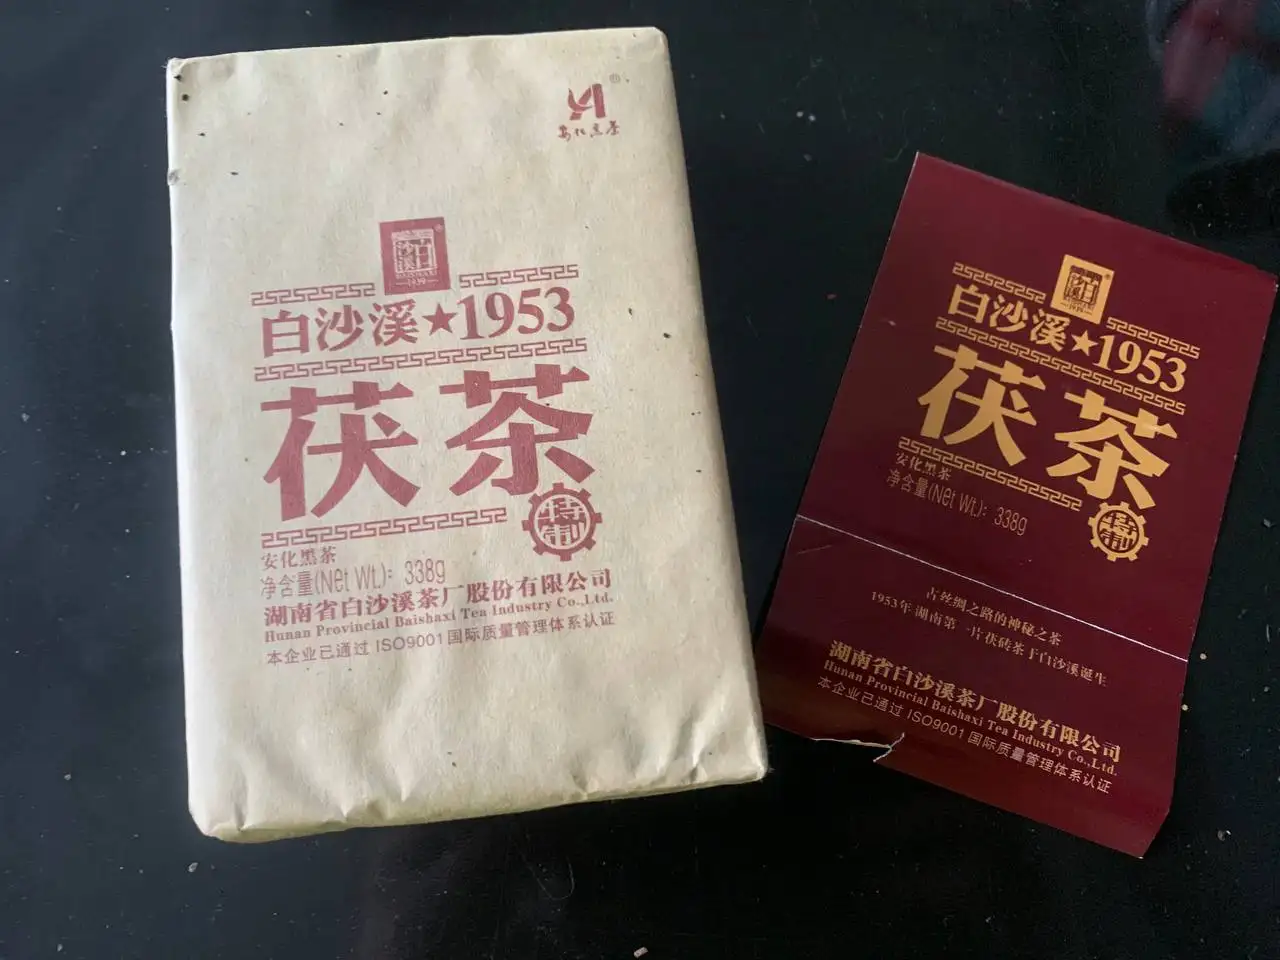 安化黑茶
白沙溪
BAISHAXI
1939
白沙溪★1953
茯茶
特制
安化黑茶
净含量(Net Wt.): 338g
湖南省白沙溪茶厂股份有限公司
Hunan Provincial Baishaxi Tea Industry Co.,Ltd.
本企业已通过 ISO9001国际质量管理体系认证
白沙溪★1953
茯茶
特制
安化黑茶
净含量(Net Wt.): 338g
古丝绸之路的神秘之茶
1953年 湖南第一片茯砖茶于白沙溪诞生
湖南省白沙溪茶厂股份有限公司
Hunan Provincial Baishaxi Tea Industry Co.,Ltd.
本企业已通过 ISO9001国际质量管理体系认证